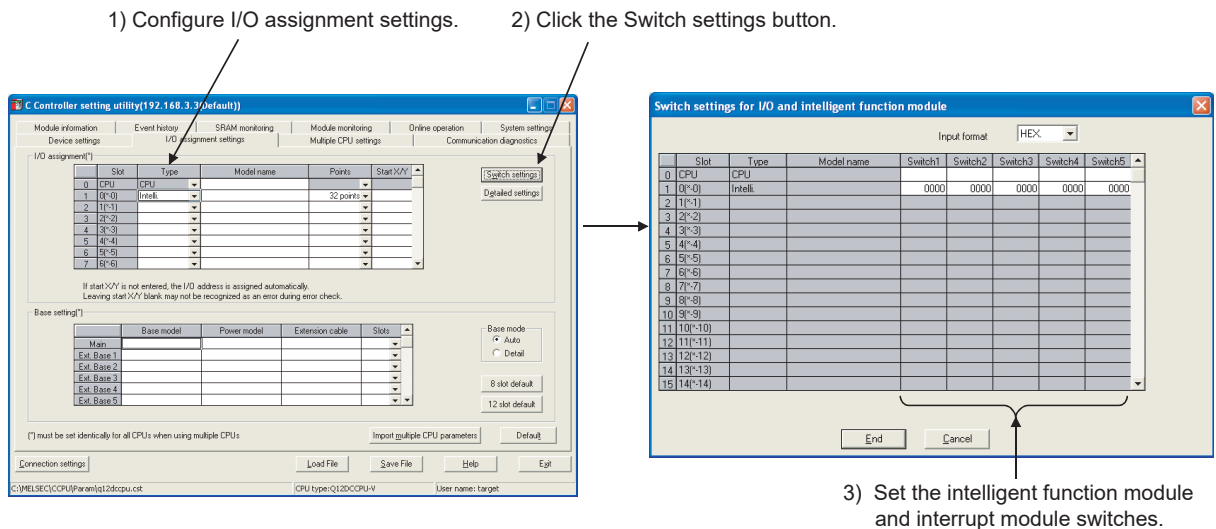 1) Configure I/O assignment settings.
2) Click the Switch settings button.
C Controller setting utility(192.168.3.3(Default))
Module information Event history SRAM monitoring Module monitoring Online operation System settings
Device settings I/O assignment settings Multiple CPU settings Communication diagnostics
I/O assignment(*)
Slot Type Model name Points Start X/Y
0 CPU CPU
1 0(*-0) Intelli. 32 points
2 1(*-1)
3 2(*-2)
4 3(*-3)
5 4(*-4)
6 5(*-5)
7 6(*-6)
Switch settings
Detailed settings
If start X/Y is not entered, the I/O address is assigned automatically.
Leaving start X/Y blank may not be recognized as an error during error check.
Base setting(*)
Base model Power model Extension cable Slots
Main
Ext. Base 1
Ext. Base 2
Ext. Base 3
Ext. Base 4
Ext. Base 5
Base mode
Auto
Detail
8 slot default
12 slot default
(*) must be set identically for all CPUs when using multiple CPUs
Import multiple CPU parameters Default
Connection settings Load File Save File Help Exit
C:\MELSEC\CCPU\Param\q12dccpu.cst CPU type:Q12DCCPU-V User name: target
Switch settings for I/O and intelligent function module
Input format HEX.
Slot Type Model name Switch1 Switch2 Switch3 Switch4 Switch5
0 CPU CPU
1 0(*-0) Intelli. 0000 0000 0000 0000 0000
2 1(*-1)
3 2(*-2)
4 3(*-3)
5 4(*-4)
6 5(*-5)
7 6(*-6)
8 7(*-7)
9 8(*-8)
10 9(*-9)
11 10(*-10)
12 11(*-11)
13 12(*-12)
14 13(*-13)
15 14(*-14)
End Cancel
3) Set the intelligent function module
and interrupt module switches.